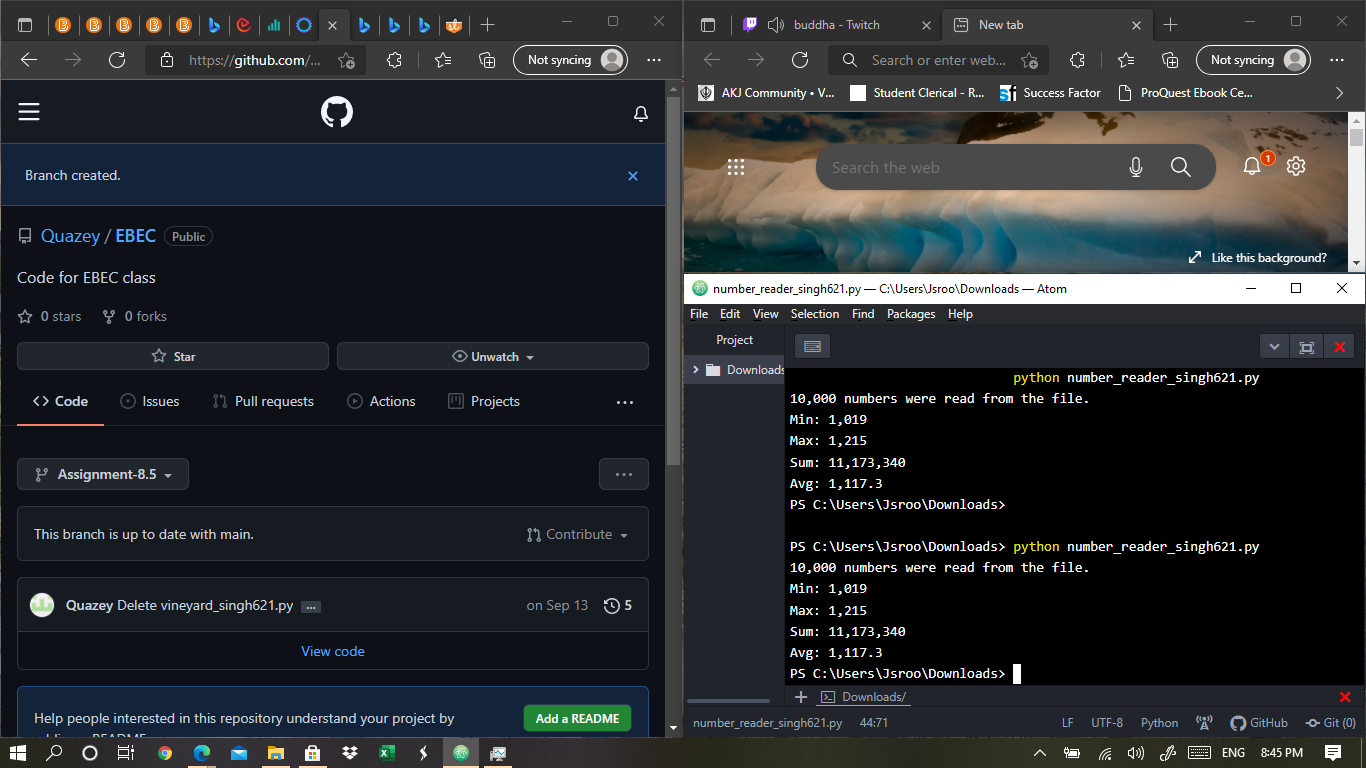 https://github.com/...
Not syncing
Branch created.
Quazey / EBEC Public
Code for EBEC class
0 stars 0 forks
Star Unwatch
Code Issues Pull requests Actions Projects
Assignment-8.5
This branch is up to date with main. Contribute
Quazey Delete vineyard_singh621.py ... on Sep 13 5
View code
Help people interested in this repository understand your project by
Add a README
buddha - Twitch New tab
Search or enter web... Not syncing
AKJ Community • V... Student Clerical - R... Success Factor ProQuest Ebook Ce...
Search the web
1
Like this background?
number_reader_singh621.py — C:\Users\Jsroo\Downloads — Atom
File Edit View Selection Find Packages Help
Project
Downloads
python number_reader_singh621.py
10,000 numbers were read from the file.
Min: 1,019
Max: 1,215
Sum: 11,173,340
Avg: 1,117.3
PS C:\Users\Jsroo\Downloads>
PS C:\Users\Jsroo\Downloads> python number_reader_singh621.py
10,000 numbers were read from the file.
Min: 1,019
Max: 1,215
Sum: 11,173,340
Avg: 1,117.3
PS C:\Users\Jsroo\Downloads>
Downloads/
number_reader_singh621.py 44:71 LF UTF-8 Python GitHub Git (0)
ENG 8:45 PM